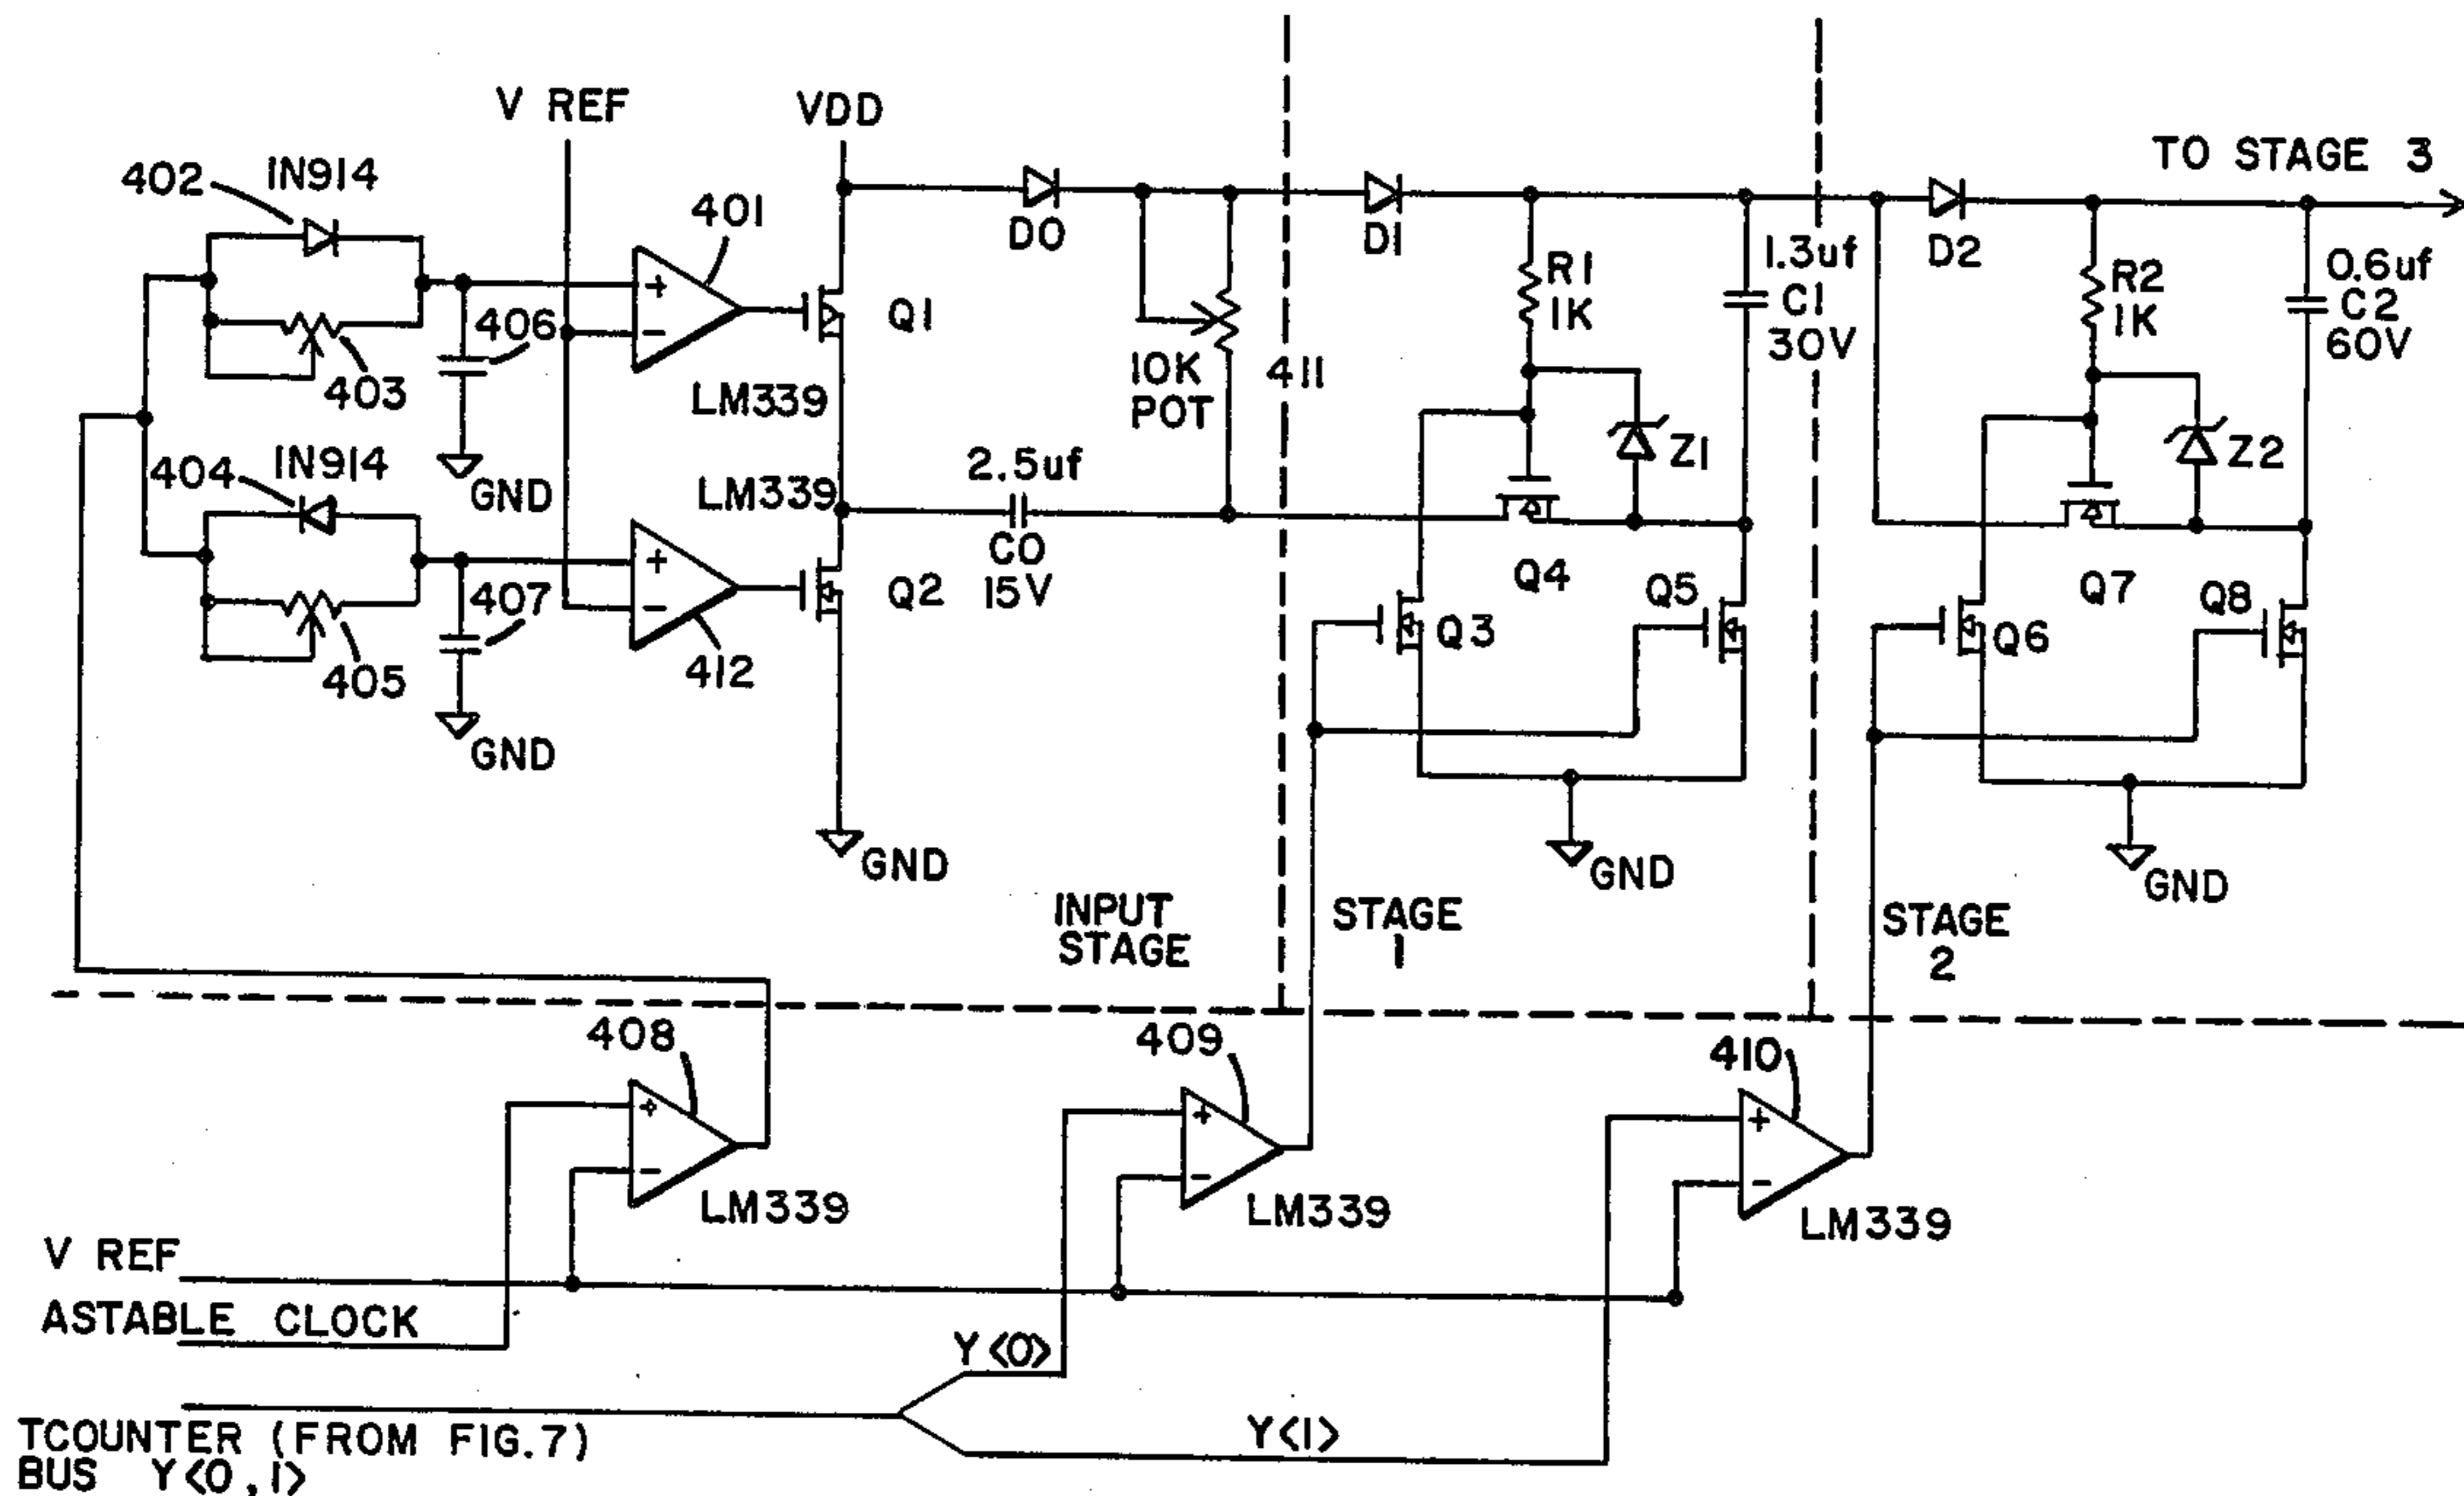 V REF
VDD
TO STAGE 3
402
IN914
401
D0
D1
1.3uf
C1
30V
D2
0.6uf
C2
60V
R1
1K
R2
1K
+
-
Q1
406
403
LM339
10K
POT
411
GND
404
IN914
LM339
2.5uf
C0
15V
Z1
Z2
+
-
Q2
407
405
412
GND
Q4
Q5
Q3
Q7
Q8
Q6
GND
GND
GND
INPUT
STAGE
STAGE
1
STAGE
2
408
409
410
+
-
+
-
+
-
LM339
LM339
LM339
V REF
ASTABLE CLOCK
Y<0>
Y<1>
TCOUNTER (FROM FIG.7)
BUS Y<0,1>